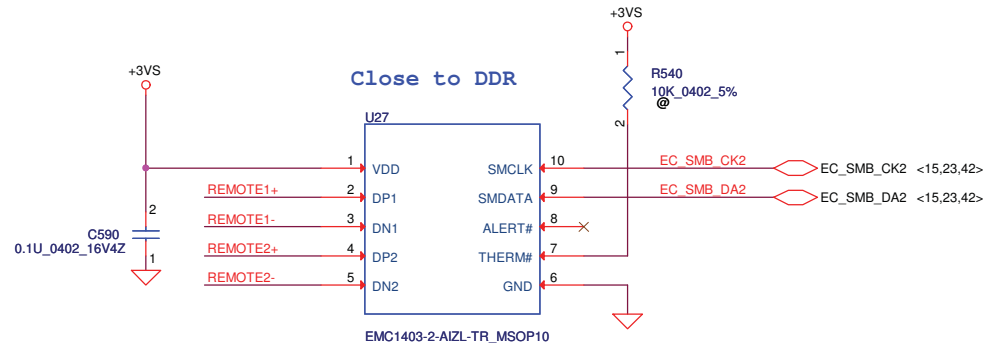 +3VS
+3VS
Close to DDR
1
R540
10K_0402_5%
@
2
U27
1 VDD
SMCLK 10
EC_SMB_CK2
EC_SMB_CK2 <15,23,42>
REMOTE1+
2 DP1
SMDATA 9
EC_SMB_DA2
EC_SMB_DA2 <15,23,42>
REMOTE1-
3 DN1
ALERT# 8
2
C590
0.1U_0402_16V4Z
1
REMOTE2+
4 DP2
THERM# 7
REMOTE2-
5 DN2
GND 6
EMC1403-2-AIZL-TR_MSOP10